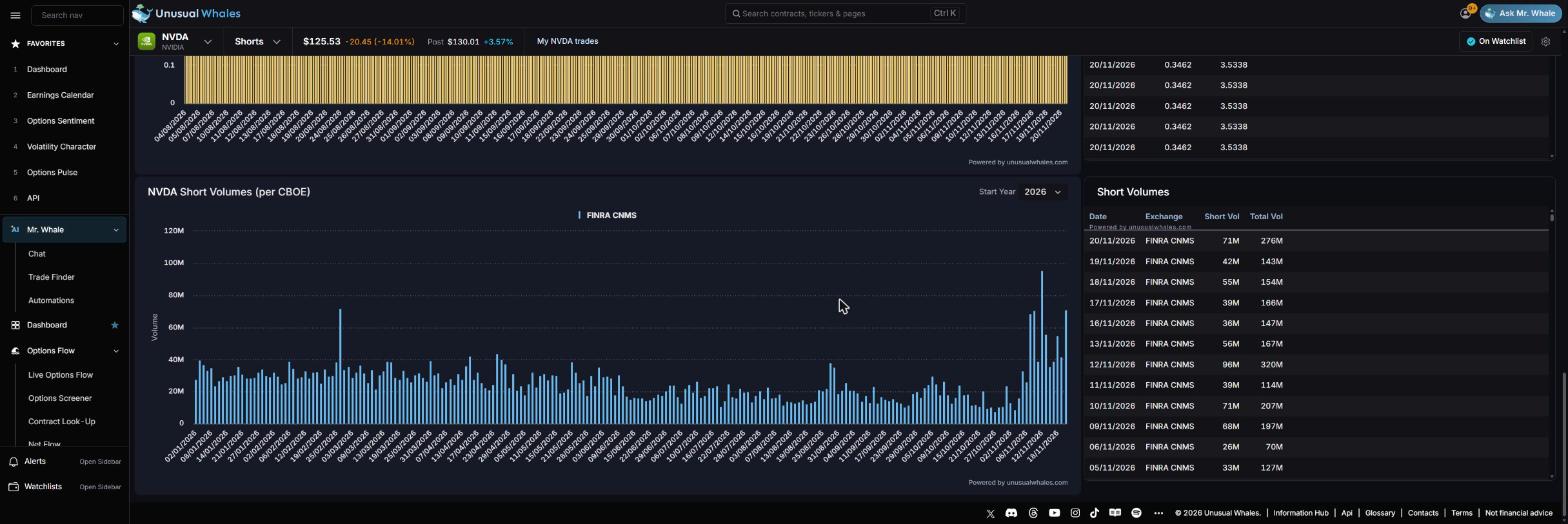 Search nav
Unusual Whales
Search contracts, tickers & pages
Ctrl K
9+
Ask Mr. Whale
FAVORITES
1 Dashboard
2 Earnings Calendar
3 Options Sentiment
4 Volatility Character
5 Options Pulse
6 API
AI Mr. Whale
Chat
Trade Finder
Automations
Dashboard
Options Flow
Live Options Flow
Options Screener
Contract Look-Up
Net Flow
Alerts Open Sidebar
Watchlists Open Sidebar
NVDA
NVIDIA
Shorts
$125.53 -20.45 (-14.01%) Post $130.01 +3.57%
My NVDA trades
On Watchlist
0.1
0
Powered by unusualwhales.com
20/11/2026 0.3462 3.5338
20/11/2026 0.3462 3.5338
20/11/2026 0.3462 3.5338
20/11/2026 0.3462 3.5338
20/11/2026 0.3462 3.5338
NVDA Short Volumes (per CBOE)
Start Year 2026
FINRA CNMS
120M
100M
80M
60M
40M
20M
0
Volume
Powered by unusualwhales.com
Short Volumes
Date Exchange Short Vol Total Vol
Powered by unusualwhales.com
20/11/2026 FINRA CNMS 71M 276M
19/11/2026 FINRA CNMS 42M 143M
18/11/2026 FINRA CNMS 55M 154M
17/11/2026 FINRA CNMS 39M 166M
16/11/2026 FINRA CNMS 36M 147M
13/11/2026 FINRA CNMS 56M 167M
12/11/2026 FINRA CNMS 96M 320M
11/11/2026 FINRA CNMS 39M 114M
10/11/2026 FINRA CNMS 71M 207M
09/11/2026 FINRA CNMS 68M 197M
06/11/2026 FINRA CNMS 26M 70M
05/11/2026 FINRA CNMS 33M 127M
© 2026 Unusual Whales. | Information Hub | Api | Glossary | Contacts | Terms | Not financial advice